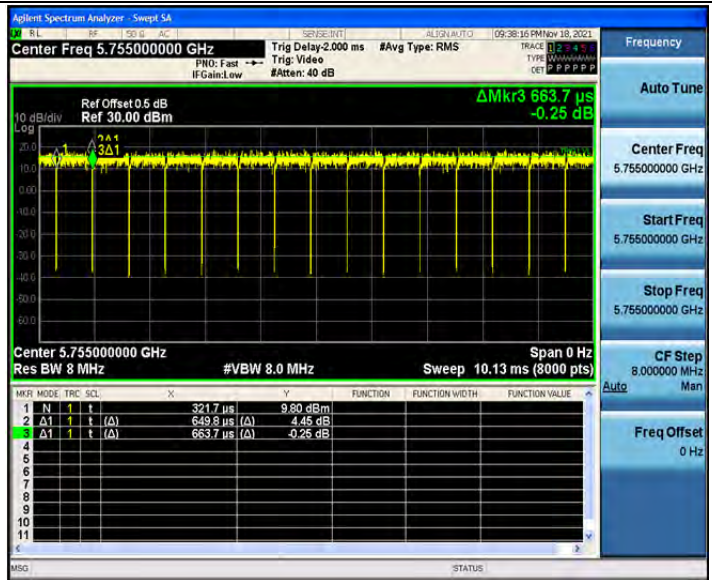 Agilent Spectrum Analyzer - Swept SA
RL RF 50 Ω AC SENSE:INT ALIGN AUTO 09:38:16 PM Nov 18, 2021
Center Freq 5.755000000 GHz
PNO: Fast
IFGain:Low
Trig Delay-2.000 ms
Trig: Video
#Atten: 40 dB
#Avg Type: RMS
TRACE 1 2 3 4 5 6
TYPE
DET P P P P P P
10 dB/div
Log
Ref Offset 0.5 dB
Ref 30.00 dBm
ΔMkr3 663.7 µs
-0.25 dB
20.0
10.0
0.00
-10.0
-20.0
-30.0
-40.0
-50.0
-60.0
1
2Δ1
3Δ1
Center 5.755000000 GHz Span 0 Hz
Res BW 8 MHz #VBW 8.0 MHz Sweep 10.13 ms (8000 pts)
MKR MODE TRC SCL X Y FUNCTION FUNCTION WIDTH FUNCTION VALUE
1 N 1 t 321.7 µs 9.80 dBm
2 Δ1 1 t (Δ) 649.8 µs (Δ) 4.45 dB
3 Δ1 1 t (Δ) 663.7 µs (Δ) -0.25 dB
4
5
6
7
8
9
10
11
MSG STATUS
Frequency
Auto Tune
Center Freq
5.755000000 GHz
Start Freq
5.755000000 GHz
Stop Freq
5.755000000 GHz
CF Step
8.000000 MHz
Auto Man
Freq Offset
0 Hz